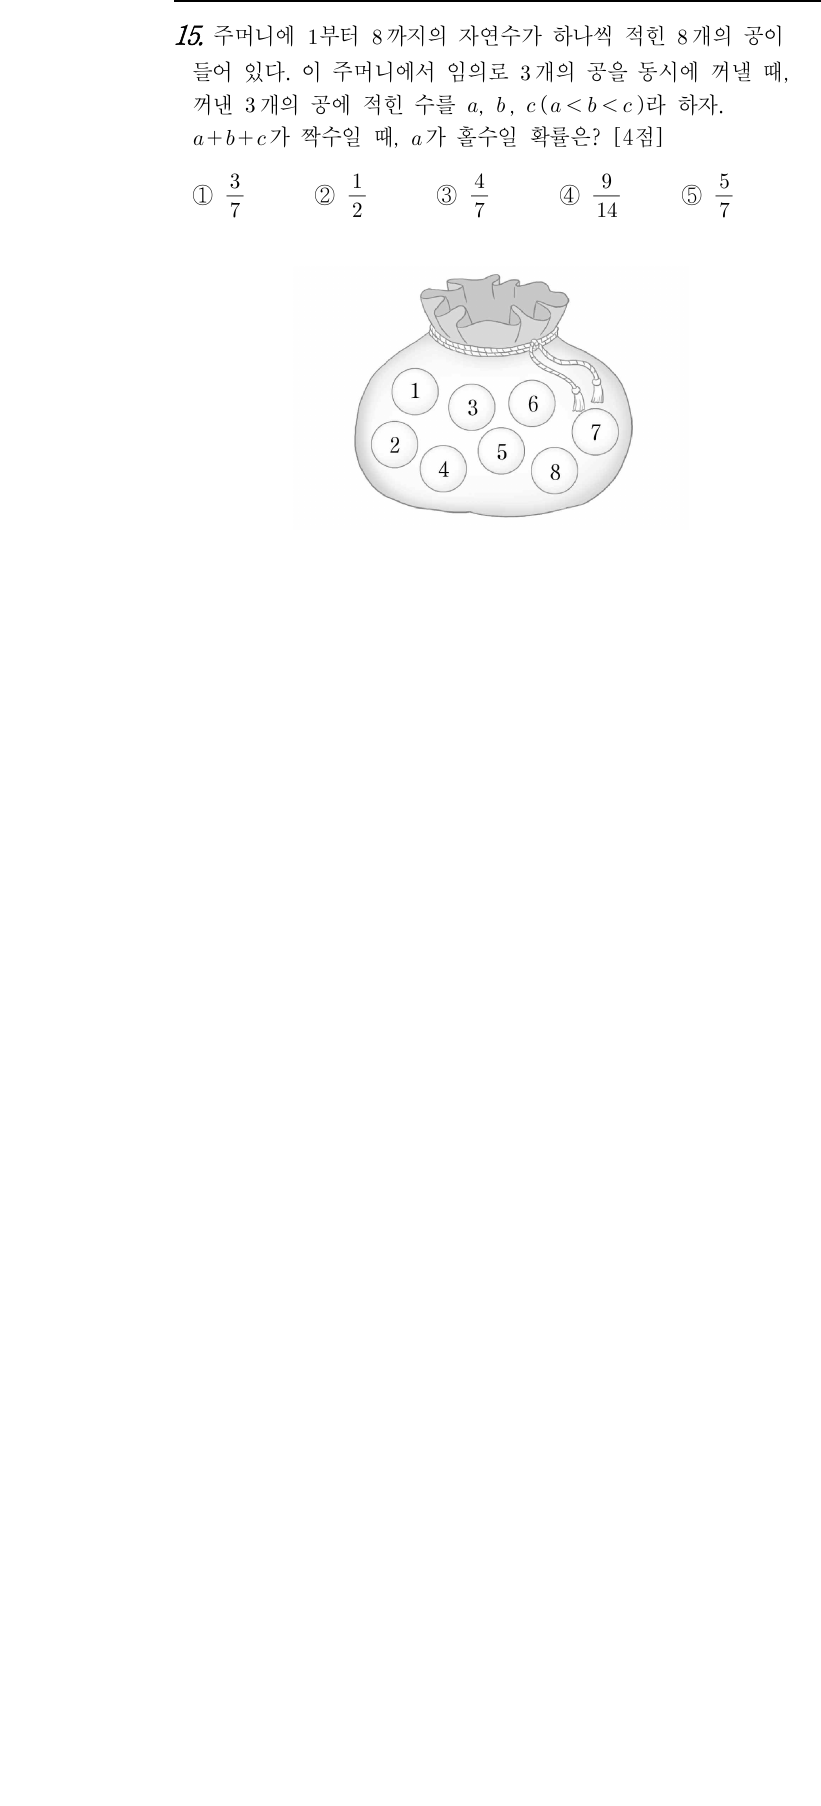 15. 주머니에 1부터 8까지의 자연수가 하나씩 적힌 8개의 공이
들어 있다. 이 주머니에서 임의로 3개의 공을 동시에 꺼낼 때,
꺼낸 3개의 공에 적힌 수를 a, b, c(a<b<c)라 하자.
a+b+c가 짝수일 때, a가 홀수일 확률은? [4점]
① 3/7 ② 1/2 ③ 4/7 ④ 9/14 ⑤ 5/7
1 3 6
7
2 4 5 8